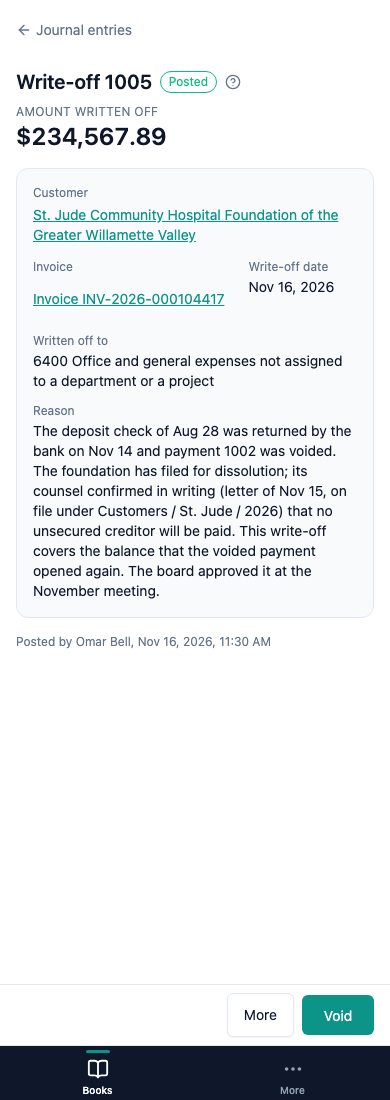 Journal entries
Write-off 1005 Posted
AMOUNT WRITTEN OFF
$234,567.89
Customer
St. Jude Community Hospital Foundation of the
Greater Willamette Valley
Invoice
Invoice INV-2026-000104417
Write-off date
Nov 16, 2026
Written off to
6400 Office and general expenses not assigned
to a department or a project
Reason
The deposit check of Aug 28 was returned by the
bank on Nov 14 and payment 1002 was voided.
The foundation has filed for dissolution; its
counsel confirmed in writing (letter of Nov 15, on
file under Customers / St. Jude / 2026) that no
unsecured creditor will be paid. This write-off
covers the balance that the voided payment
opened again. The board approved it at the
November meeting.
Posted by Omar Bell, Nov 16, 2026, 11:30 AM
More
Void
Books
More